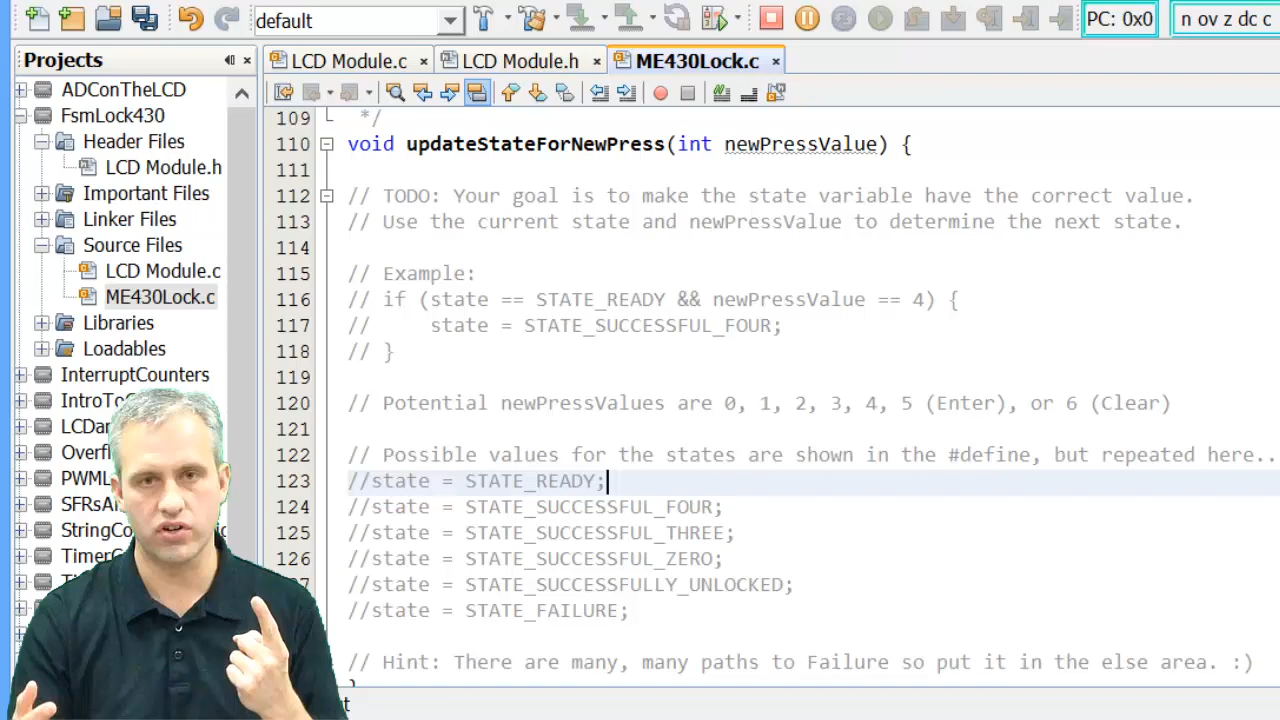 default
PC: 0x0
n ov z dc c
Projects
LCD Module.c
LCD Module.h
ME430Lock.c
ADConTheLCD
FsmLock430
Header Files
LCD Module.h
Important Files
Linker Files
Source Files
LCD Module.c
ME430Lock.c
Libraries
Loadables
InterruptCounters
109 */
110 void updateStateForNewPress(int newPressValue) {
111
112 // TODO: Your goal is to make the state variable have the correct value.
113 // Use the current state and newPressValue to determine the next state.
114
115 // Example:
116 // if (state == STATE_READY && newPressValue == 4) {
117 //     state = STATE_SUCCESSFUL_FOUR;
118 // }
119
120 // Potential newPressValues are 0, 1, 2, 3, 4, 5 (Enter), or 6 (Clear)
121
122 // Possible values for the states are shown in the #define, but repeated here..
123 //state = STATE_READY;
124 //state = STATE_SUCCESSFUL_FOUR;
125 //state = STATE_SUCCESSFUL_THREE;
126 //state = STATE_SUCCESSFUL_ZERO;
//state = STATE_SUCCESSFULLY_UNLOCKED;
//state = STATE_FAILURE;
// Hint: There are many, many paths to Failure so put it in the else area. :)